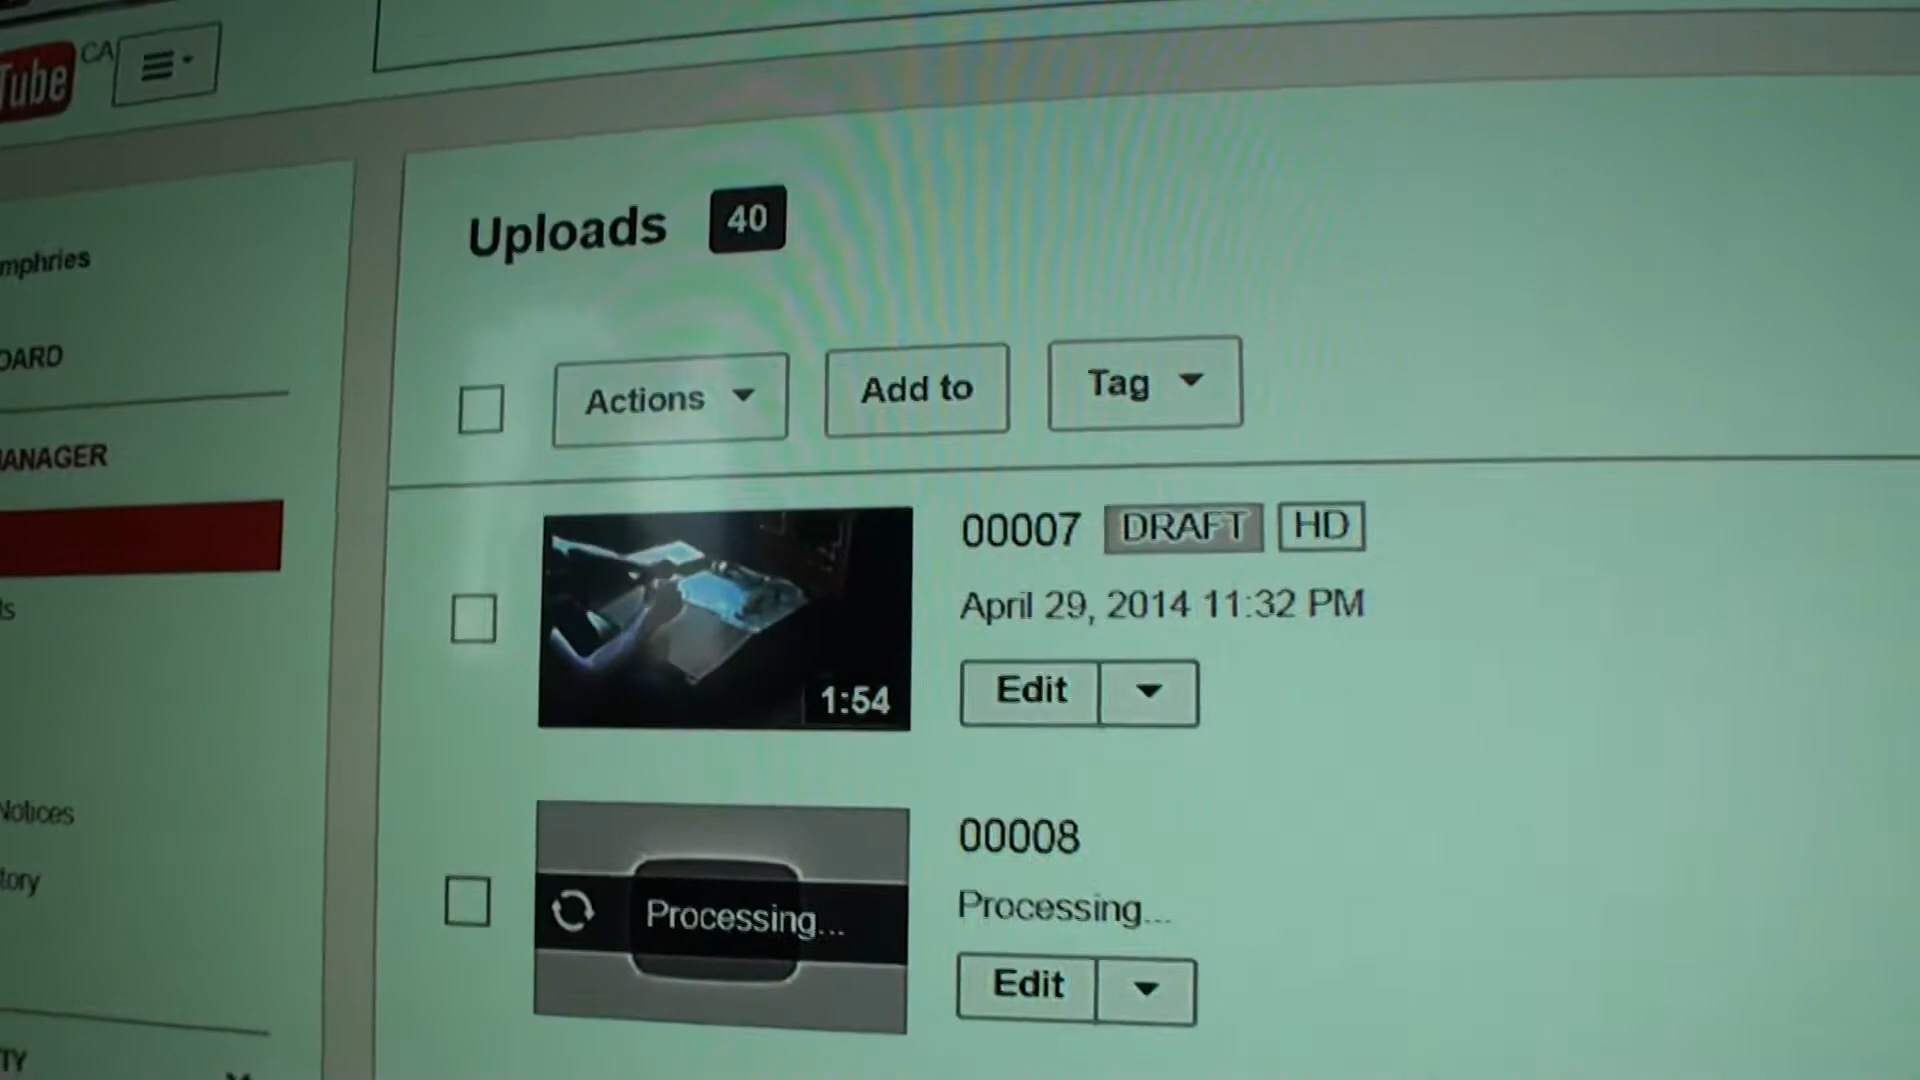 Tube CA
mphries
OARD
ANAGER
ls
Notices
tory
TY
Uploads 40
Actions Add to Tag
00007 DRAFT HD
April 29, 2014 11:32 PM
1:54
Edit
00008
Processing...
Processing...
Edit